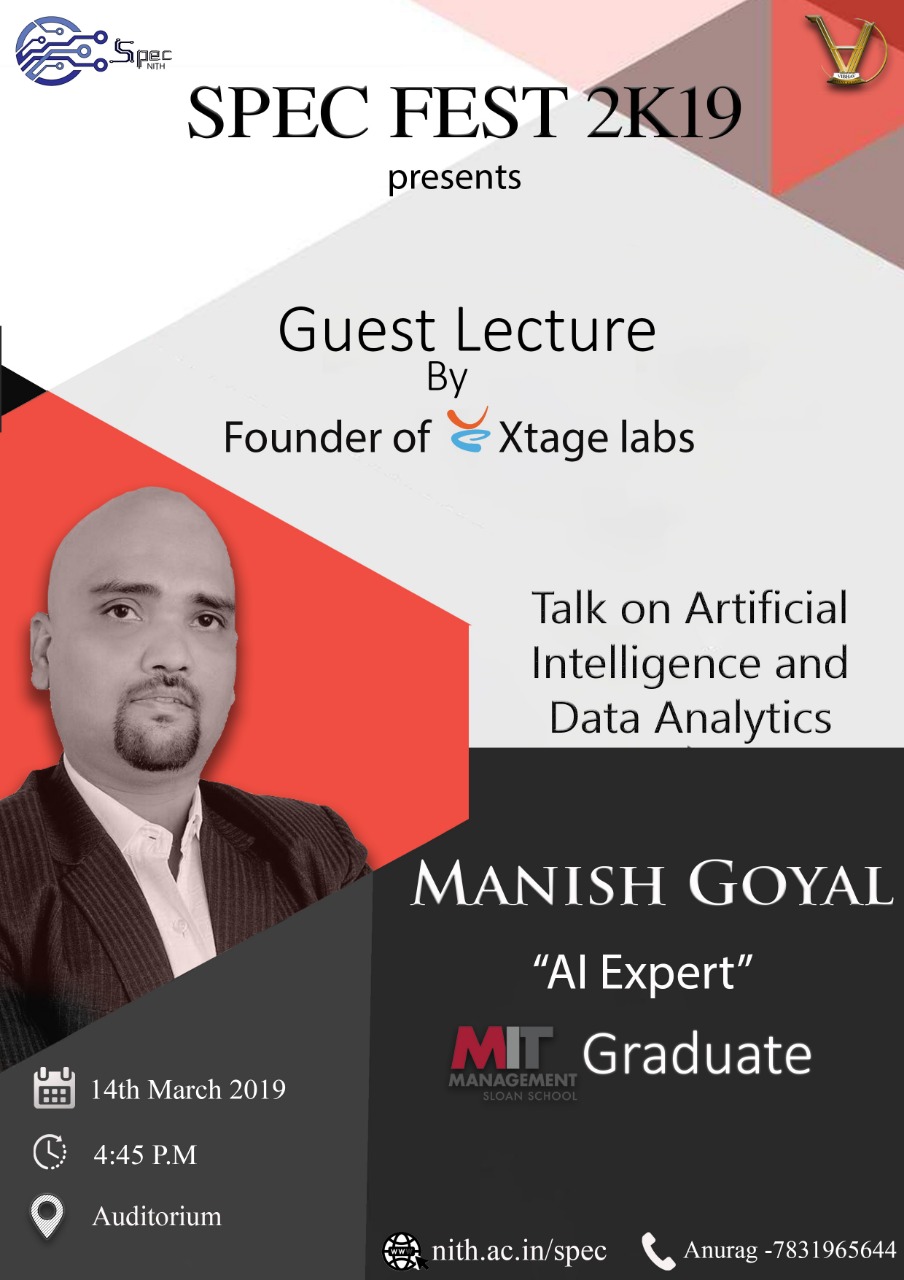 Spec
NITH
SPEC FEST 2K19
presents
Guest Lecture
By
Founder of Xtage labs
Talk on Artificial
Intelligence and
Data Analytics
MANISH GOYAL
“AI Expert”
MIT
MANAGEMENT
SLOAN SCHOOL
Graduate
14th March 2019
4:45 P.M
Auditorium
www
nith.ac.in/spec
Anurag -7831965644